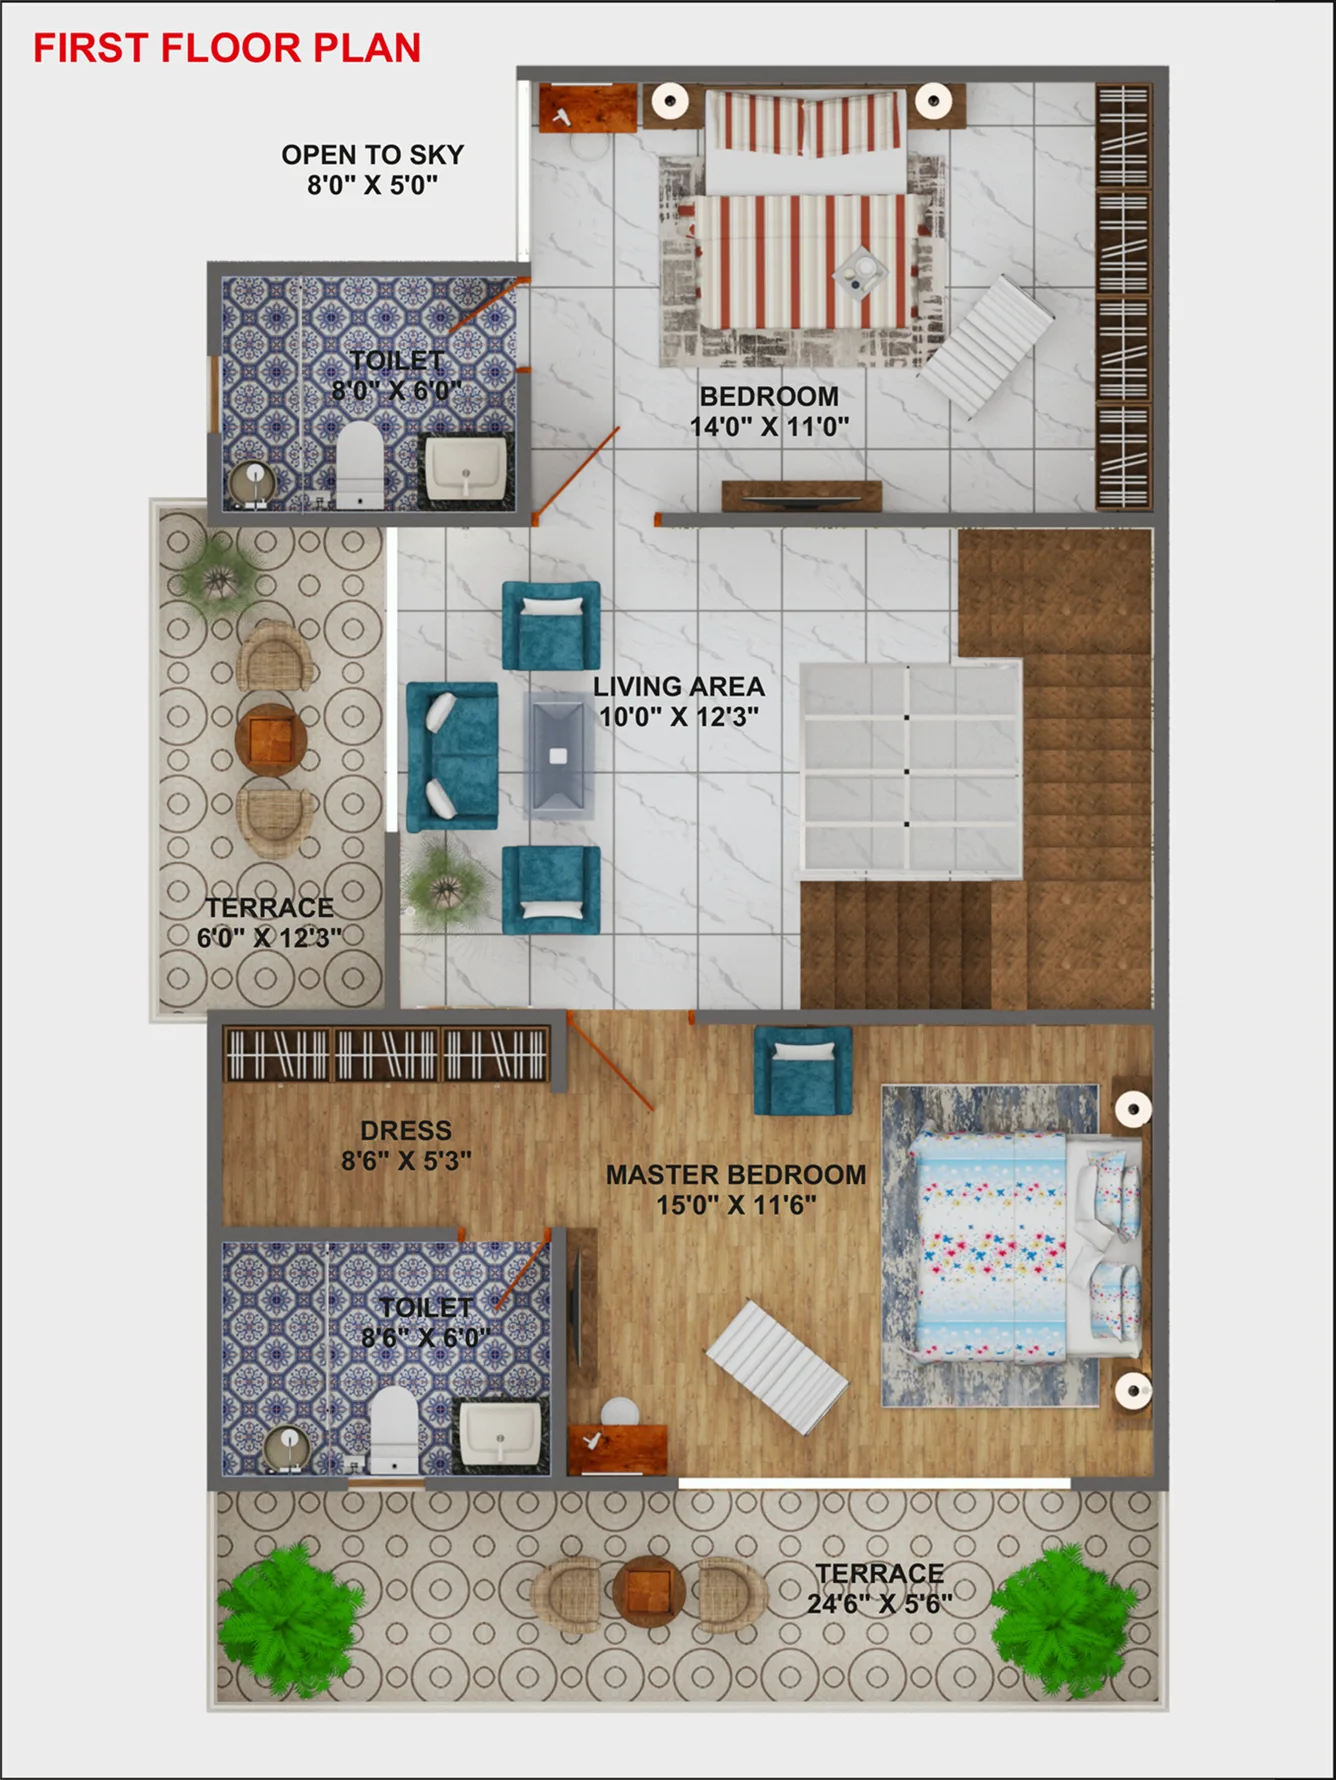 FIRST FLOOR PLAN
OPEN TO SKY
8'0" X 5'0"
TOILET
8'0" X 6'0"
BEDROOM
14'0" X 11'0"
LIVING AREA
10'0" X 12'3"
TERRACE
6'0" X 12'3"
DRESS
8'6" X 5'3"
MASTER BEDROOM
15'0" X 11'6"
TOILET
8'6" X 6'0"
TERRACE
24'6" X 5'6"